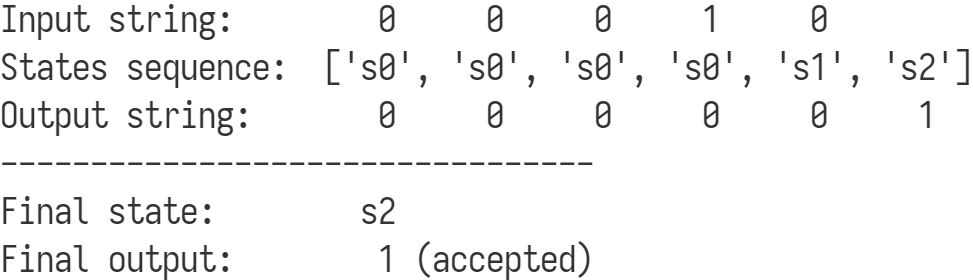 Input string:        0     0     0     1     0
States sequence:  ['s0', 's0', 's0', 's0', 's1', 's2']
Output string:       0     0     0     0     0     1
---------------------------------
Final state:        s2
Final output:        1 (accepted)